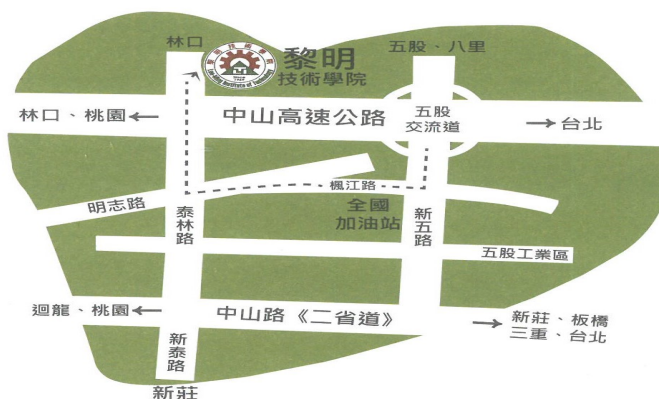 林口
黎明
技術學院
五股、八里
林口、桃園
中山高速公路
五股
交流道
台北
明志路
楓江路
泰林路
全國
加油站
新五路
五股工業區
迴龍、桃園
中山路《二省道》
新莊、板橋
三重、台北
新泰路
新莊